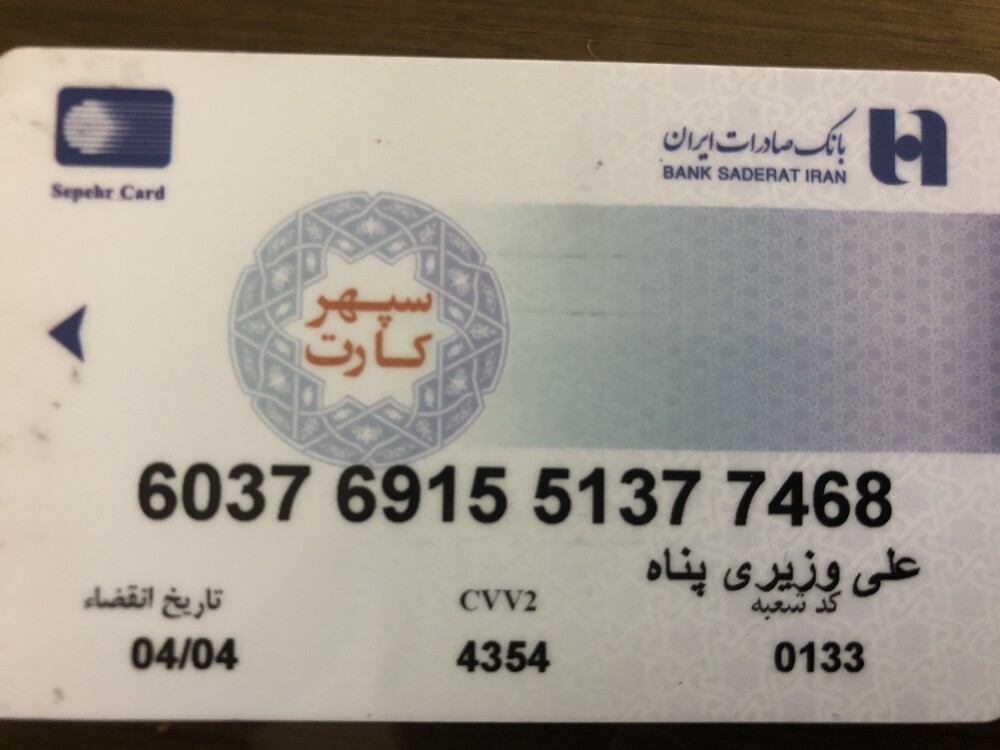 بانک صادرات ایران
BANK SADERAT IRAN
Sepehr Card
سپهر
کارت
6037 6915 5137 7468
علی وزیری پناه
کد شعبه
CVV2
تاریخ انقضاء
0133
4354
04/04